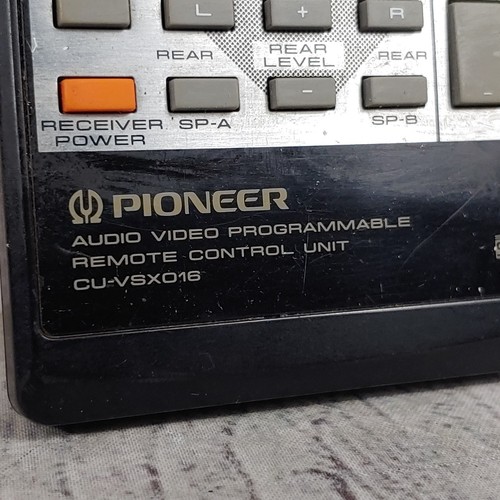 L + R
REAR REAR LEVEL REAR
- -
RECEIVER POWER SP-A SP-B
PIONEER
AUDIO VIDEO PROGRAMMABLE
REMOTE CONTROL UNIT
CU-VSX016